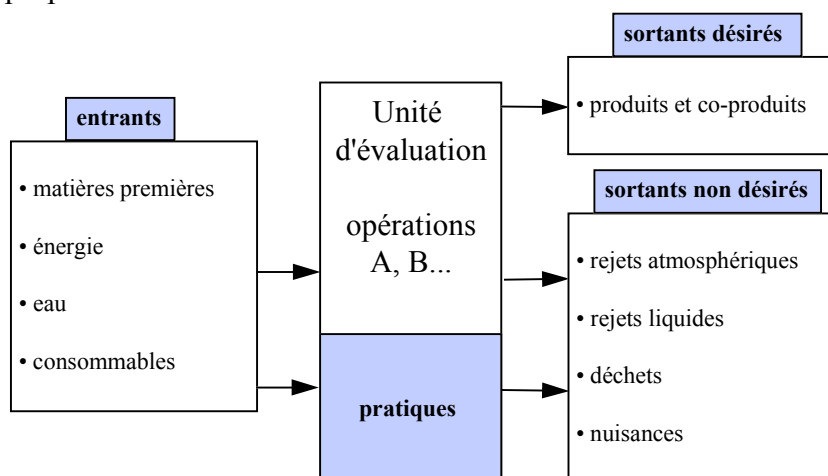 entrants
• matières premières
• énergie
• eau
• consommables
Unité
d'évaluation
opérations
A, B...
pratiques
sortants désirés
• produits et co-produits
sortants non désirés
• rejets atmosphériques
• rejets liquides
• déchets
• nuisances